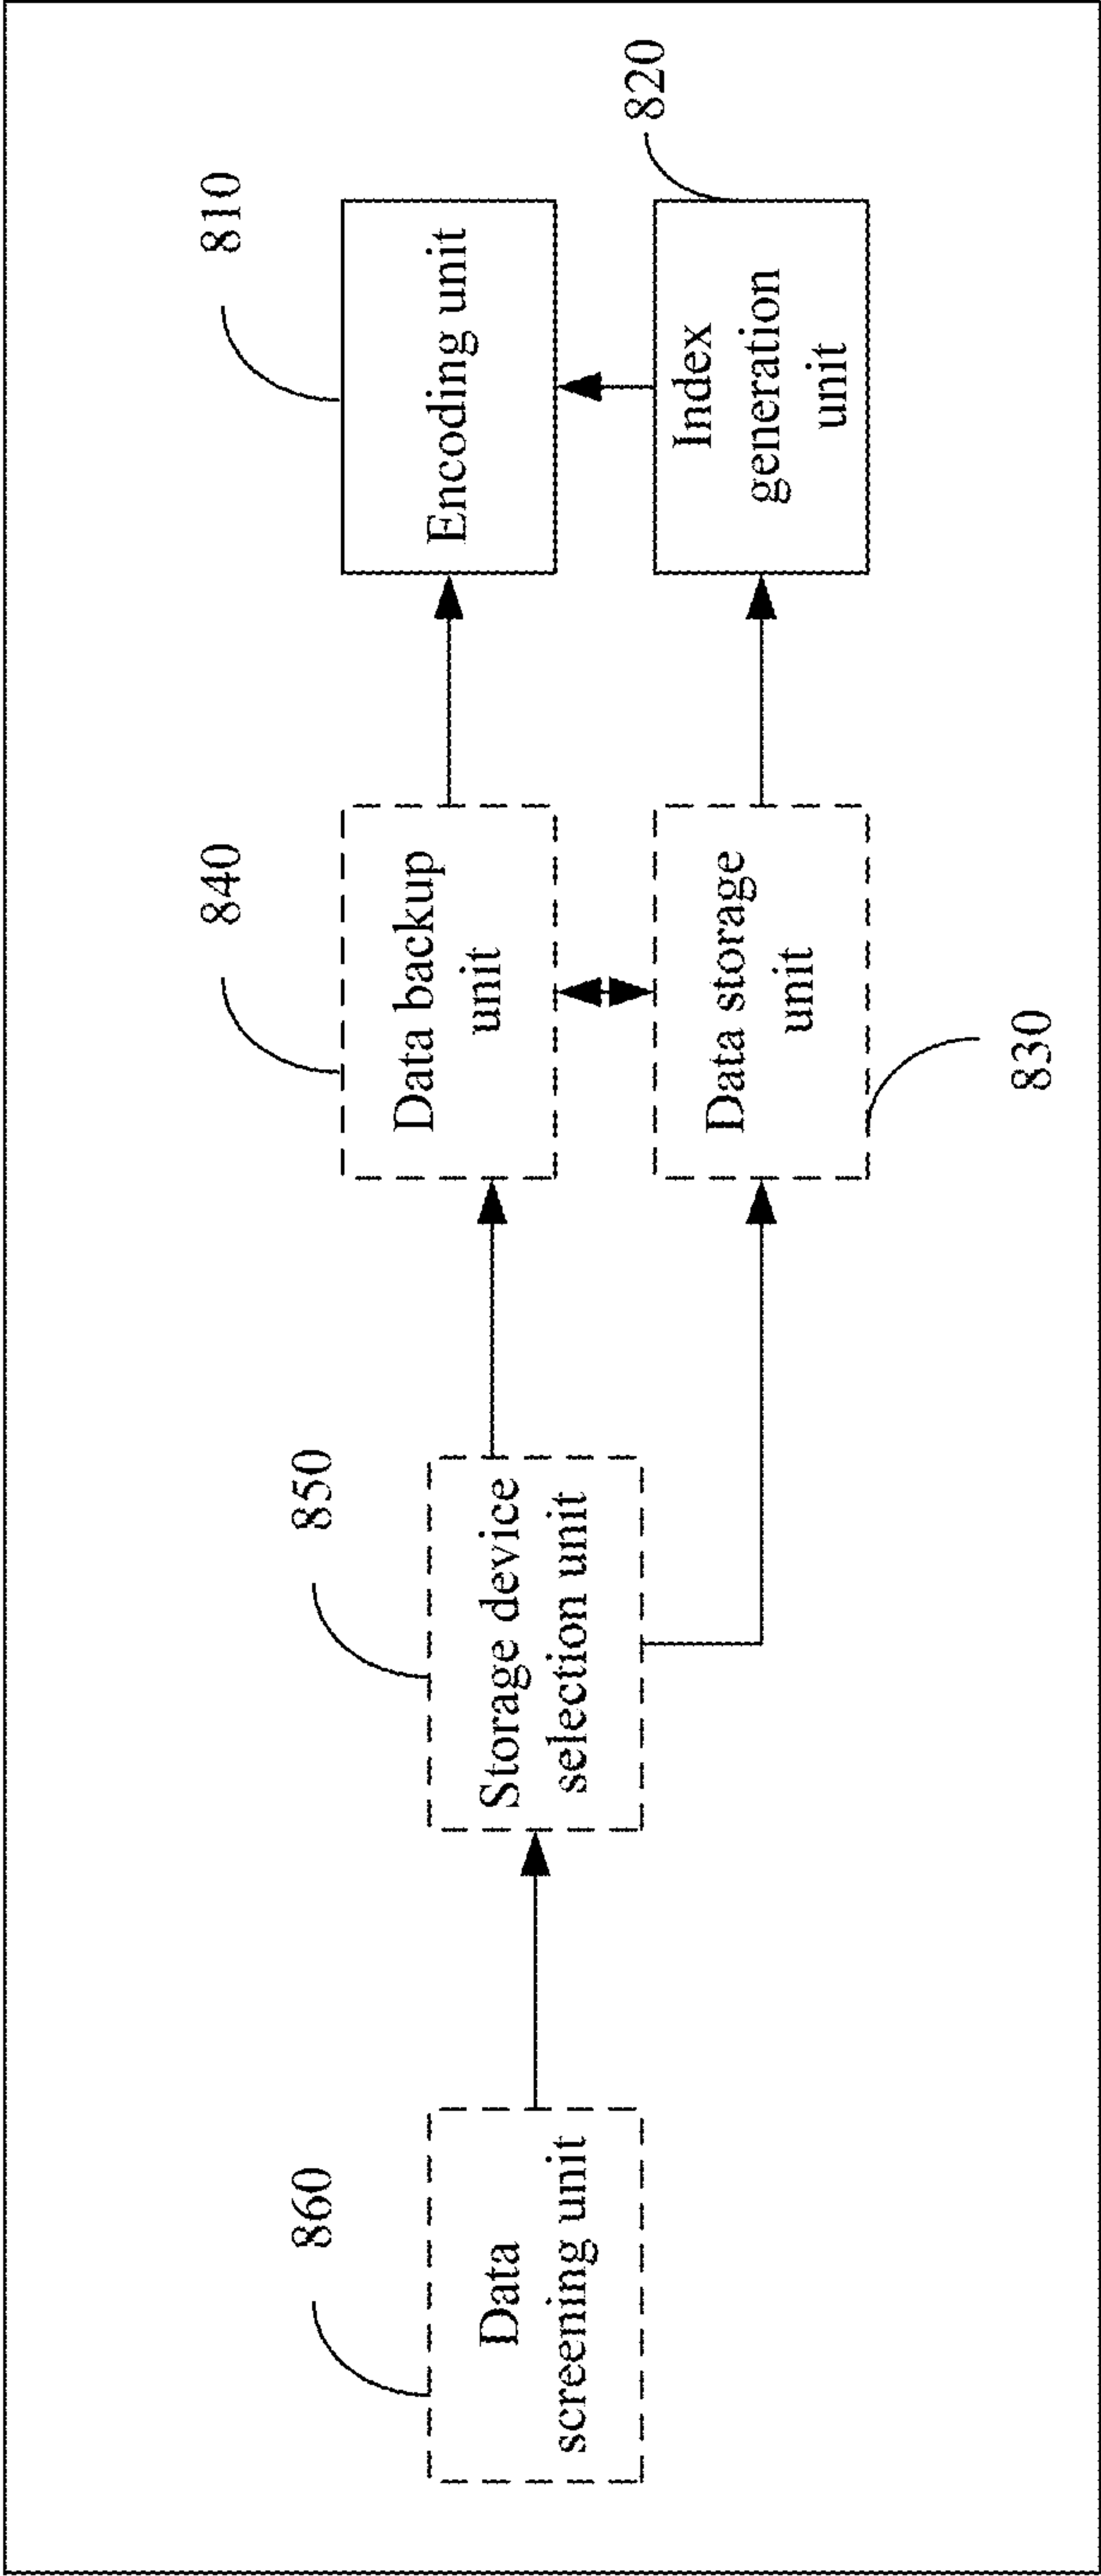 860
Data
screening unit
850
Storage device
selection unit
840
Data backup
unit
Data storage
unit
830
810
Encoding unit
820
Index
generation
unit